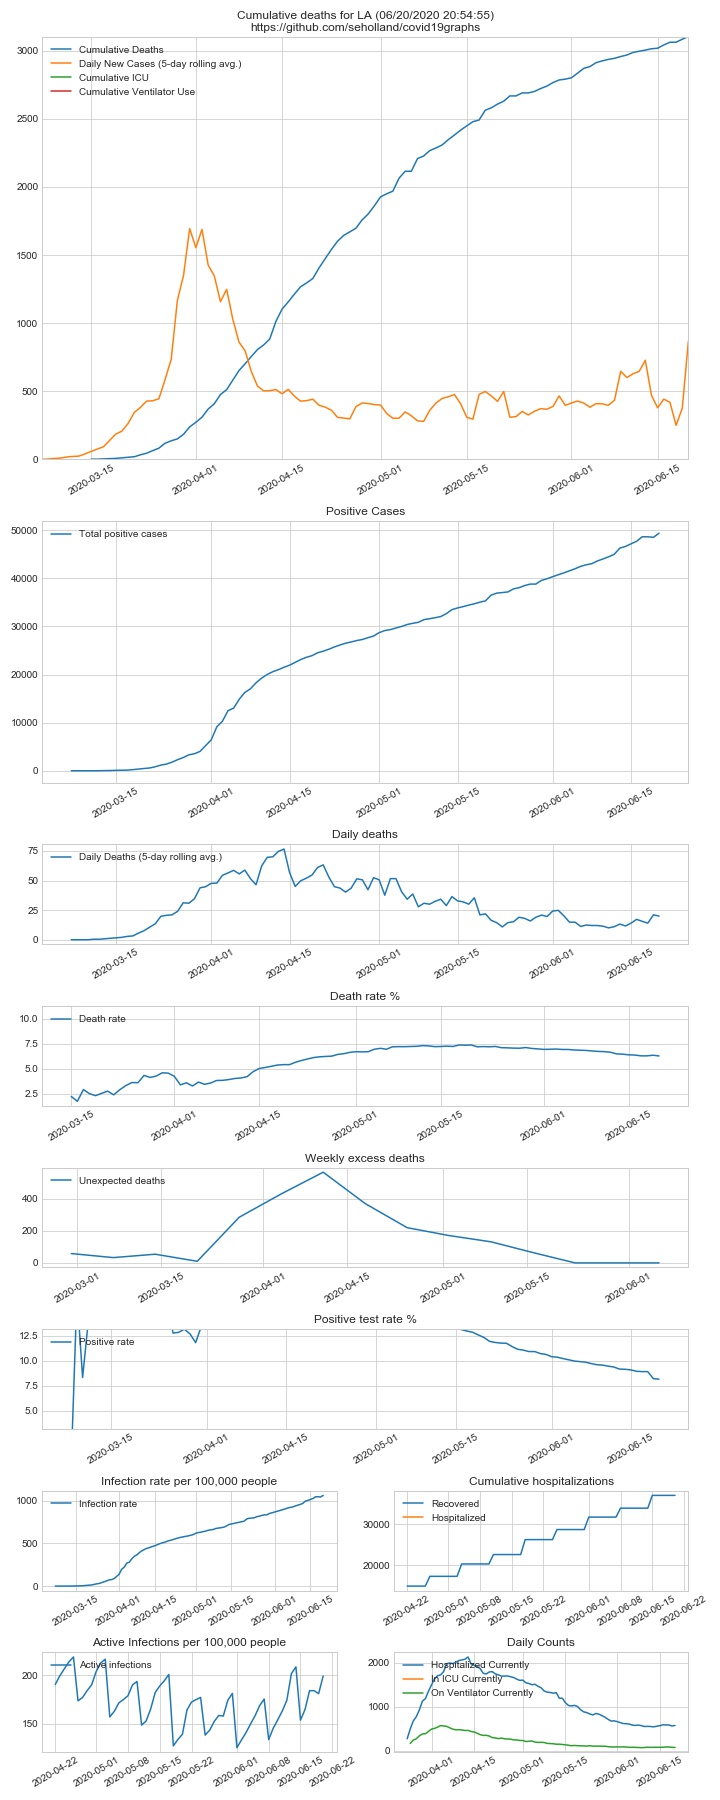 Cumulative deaths for LA (06/20/2020 20:54:55)
https://github.com/seholland/covid19graphs
Cumulative Deaths
Daily New Cases (5-day rolling avg.)
Cumulative ICU
Cumulative Ventilator Use
3000
2500
2000
1500
1000
500
0
2020-03-15 2020-04-01 2020-04-15 2020-05-01 2020-05-15 2020-06-01 2020-06-15
Positive Cases
Total positive cases
50000
40000
30000
20000
10000
0
2020-03-15 2020-04-01 2020-04-15 2020-05-01 2020-05-15 2020-06-01 2020-06-15
Daily deaths
Daily Deaths (5-day rolling avg.)
75
50
25
0
2020-03-15 2020-04-01 2020-04-15 2020-05-01 2020-05-15 2020-06-01 2020-06-15
Death rate %
Death rate
10.0
7.5
5.0
2.5
2020-03-15 2020-04-01 2020-04-15 2020-05-01 2020-05-15 2020-06-01 2020-06-15
Weekly excess deaths
Unexpected deaths
400
200
0
2020-03-01 2020-03-15 2020-04-01 2020-04-15 2020-05-01 2020-05-15 2020-06-01
Positive test rate %
Positive rate
12.5
10.0
7.5
5.0
2020-03-15 2020-04-01 2020-04-15 2020-05-01 2020-05-15 2020-06-01 2020-06-15
Infection rate per 100,000 people
Infection rate
1000
500
0
2020-03-15 2020-04-01 2020-04-15 2020-05-01 2020-05-15 2020-06-01 2020-06-15
Cumulative hospitalizations
Recovered
Hospitalized
30000
20000
2020-04-22 2020-05-01 2020-05-08 2020-05-15 2020-05-22 2020-06-01 2020-06-08 2020-06-15 2020-06-22
Active Infections per 100,000 people
Active infections
200
150
2020-04-22 2020-05-01 2020-05-08 2020-05-15 2020-05-22 2020-06-01 2020-06-08 2020-06-15 2020-06-22
Daily Counts
Hospitalized Currently
In ICU Currently
On Ventilator Currently
2000
1000
0
2020-04-01 2020-04-15 2020-05-01 2020-05-15 2020-06-01 2020-06-15